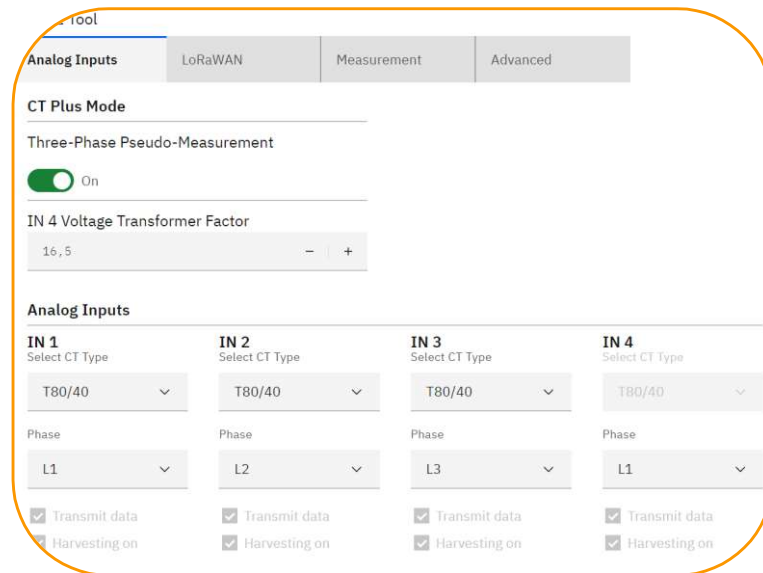 Tool
Analog Inputs LoRaWAN Measurement Advanced
CT Plus Mode
Three-Phase Pseudo-Measurement
On
IN 4 Voltage Transformer Factor
16,5 - +
Analog Inputs
IN 1 IN 2 IN 3 IN 4
Select CT Type Select CT Type Select CT Type Select CT Type
T80/40 T80/40 T80/40 T80/40
Phase Phase Phase Phase
L1 L2 L3 L1
Transmit data Transmit data Transmit data Transmit data
Harvesting on Harvesting on Harvesting on Harvesting on